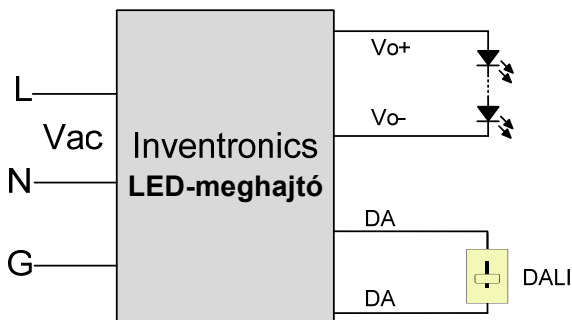 L
Vac
N
G
Inventronics
LED-meghajtó
Vo+
Vo-
DA
DALI
DA